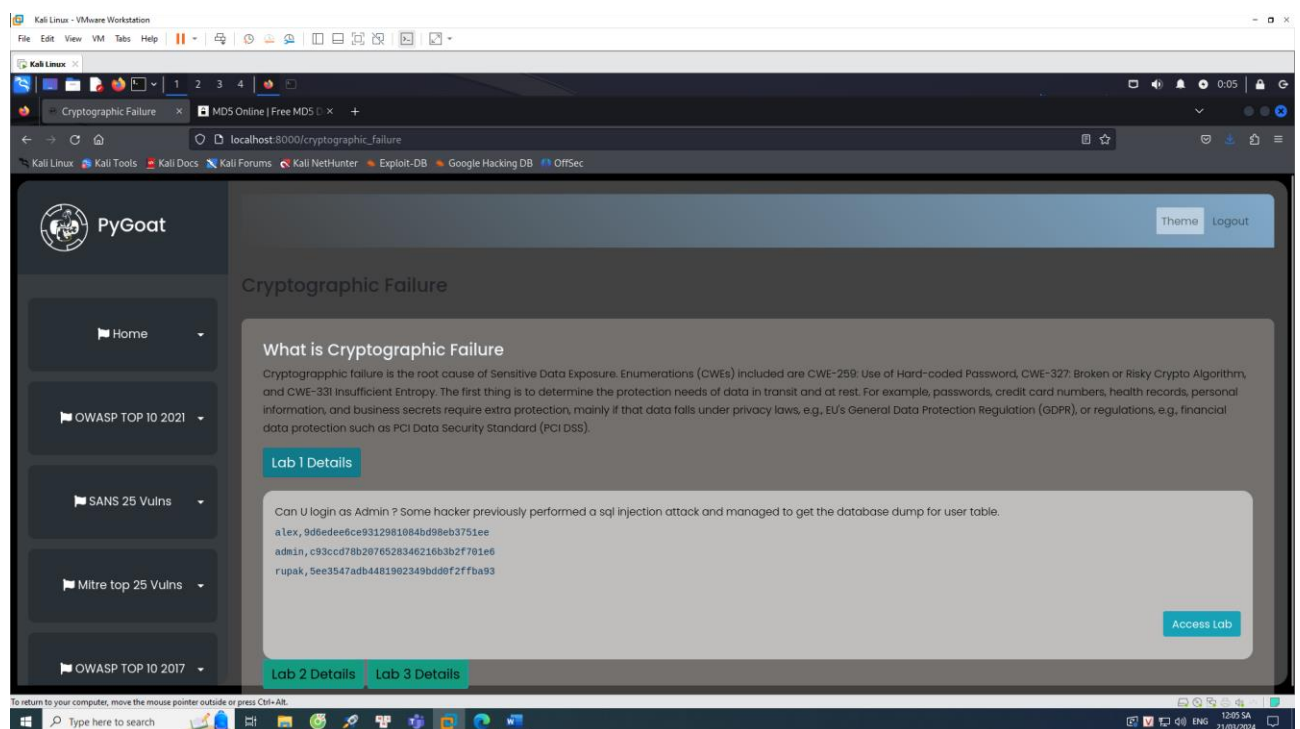 Kali Linux - VMware Workstation
File Edit View VM Tabs Help
Kali Linux
1 2 3 4
0:05
Cryptographic Failure
MD5 Online | Free MD5 D
localhost:8000/cryptographic_failure
Kali Linux Kali Tools Kali Docs Kali Forums Kali NetHunter Exploit-DB Google Hacking DB OffSec
PyGoat
Theme Logout
Cryptographic Failure
Home
OWASP TOP 10 2021
SANS 25 Vulns
Mitre top 25 Vulns
OWASP TOP 10 2017
What is Cryptographic Failure
Cryptograpphic failure is the root cause of Sensitive Data Exposure. Enumerations (CWEs) included are CWE-259: Use of Hard-coded Password, CWE-327: Broken or Risky Crypto Algorithm,
and CWE-331 Insufficient Entropy. The first thing is to determine the protection needs of data in transit and at rest. For example, passwords, credit card numbers, health records, personal
information, and business secrets require extra protection, mainly if that data falls under privacy laws, e.g., EU's General Data Protection Regulation (GDPR), or regulations, e.g., financial
data protection such as PCI Data Security Standard (PCI DSS).
Lab 1 Details
Can U login as Admin ? Some hacker previously performed a sql injection attack and managed to get the database dump for user table.
alex,9d6edee6ce9312981084bd98eb3751ee
admin,c93ccd78b2076528346216b3b2f701e6
rupak,5ee3547adb4481902349bdd0f2ffba93
Access Lab
Lab 2 Details Lab 3 Details
To return to your computer, move the mouse pointer outside or press Ctrl+Alt.
Type here to search
ENG
12:05 SA
21/03/2024